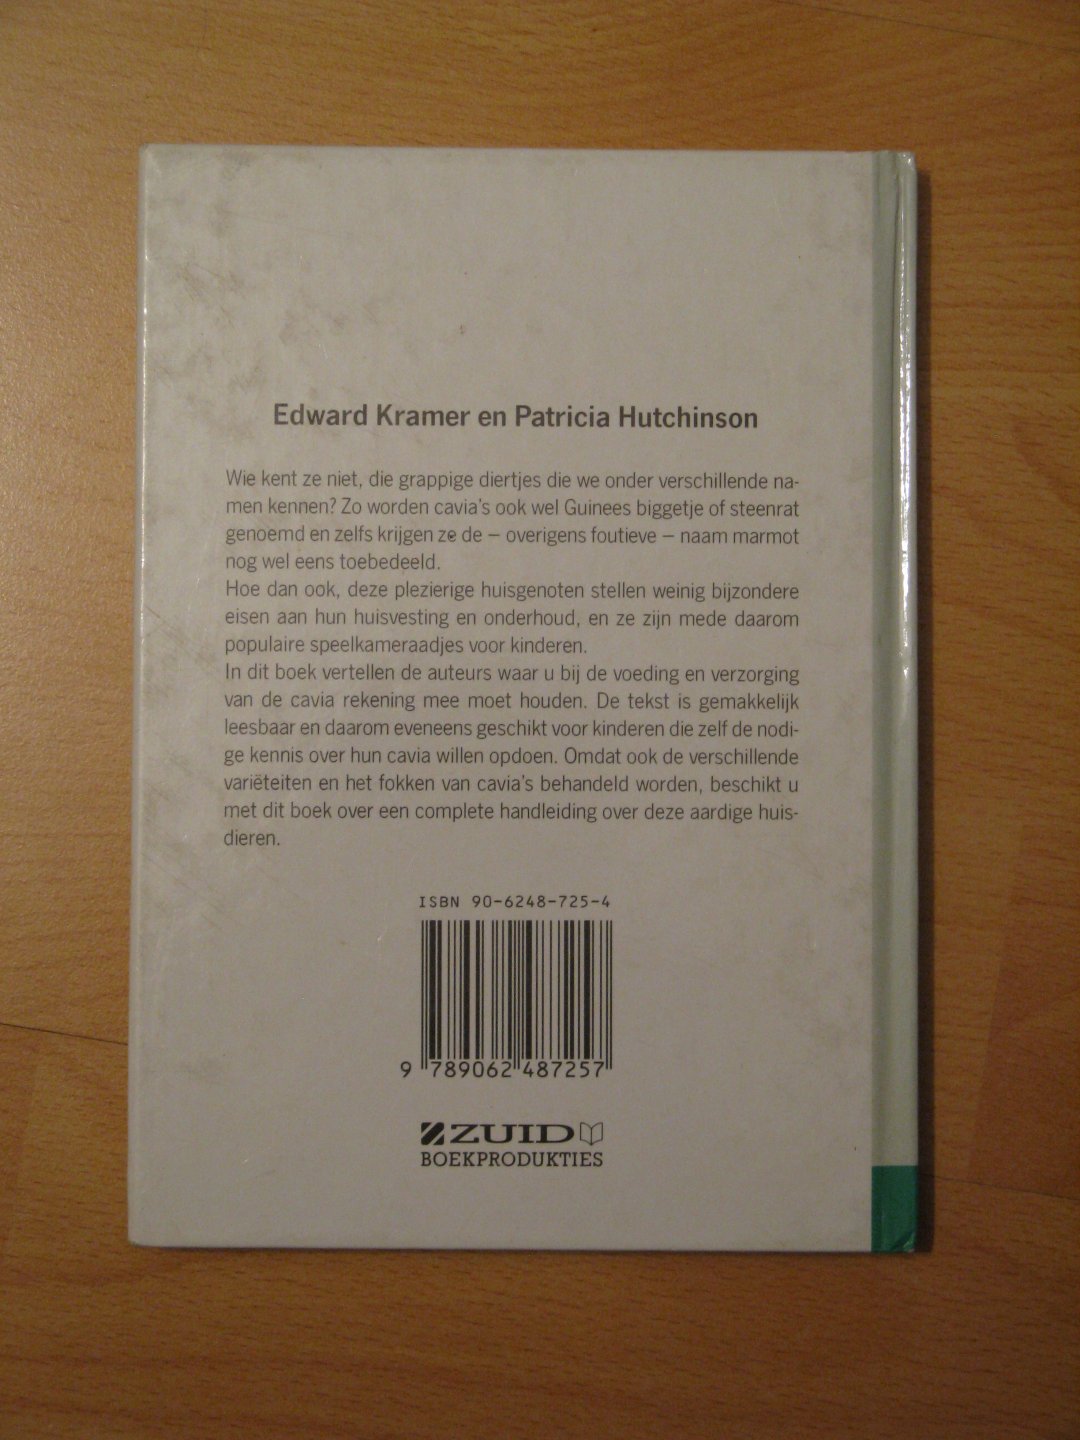 Edward Kramer en Patricia Hutchinson
Wie kent ze niet, die grappige diertjes die we onder verschillende na-
men kennen? Zo worden cavia's ook wel Guinees biggetje of steenrat
genoemd en zelfs krijgen ze de – overigens foutieve – naam marmot
nog wel eens toebedeeld.
Hoe dan ook, deze plezierige huisgenoten stellen weinig bijzondere
eisen aan hun huisvesting en onderhoud, en ze zijn mede daarom
populaire speelkameraadjes voor kinderen.
In dit boek vertellen de auteurs waar u bij de voeding en verzorging
van de cavia rekening mee moet houden. De tekst is gemakkelijk
leesbaar en daarom eveneens geschikt voor kinderen die zelf de nodi-
ge kennis over hun cavia willen opdoen. Omdat ook de verschillende
variëteiten en het fokken van cavia's behandeld worden, beschikt u
met dit boek over een complete handleiding over deze aardige huis-
dieren.
ISBN 90-6248-725-4
9 789062 487257
ZUID
BOEKPRODUKTIES